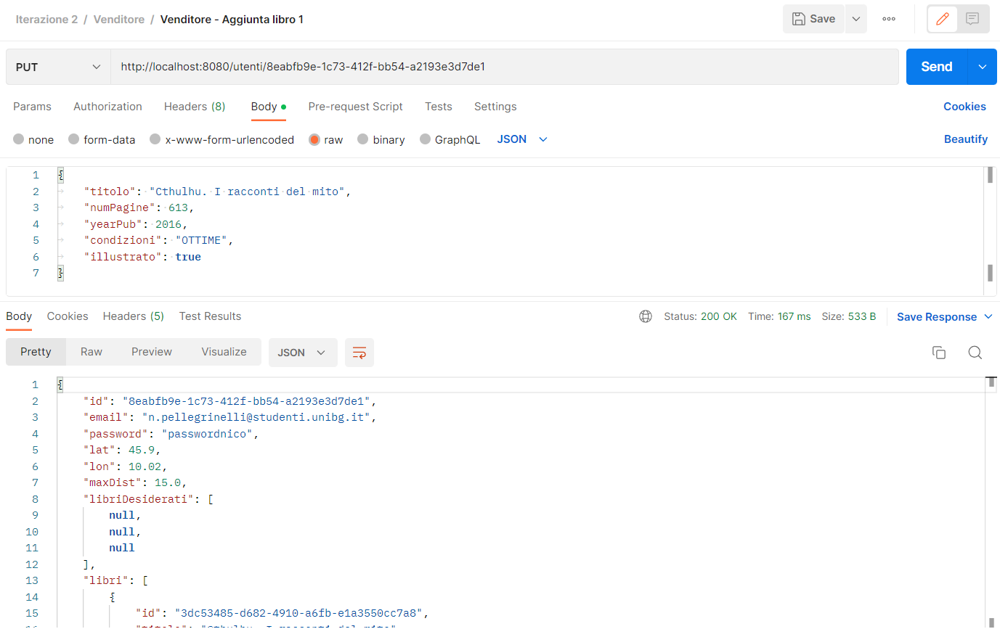 Iterazione 2 / Venditore / Venditore - Aggiunta libro 1
Save
PUT
http://localhost:8080/utenti/8eabfb9e-1c73-412f-bb54-a2193e3d7de1
Send
Params Authorization Headers (8) Body Pre-request Script Tests Settings Cookies
none form-data x-www-form-urlencoded raw binary GraphQL JSON Beautify
1 {
2 "titolo": "Cthulhu. I racconti del mito",
3 "numPagine": 613,
4 "yearPub": 2016,
5 "condizioni": "OTTIME",
6 "illustrato": true
7 }
Body Cookies Headers (5) Test Results Status: 200 OK Time: 167 ms Size: 533 B Save Response
Pretty Raw Preview Visualize JSON
1 {
2 "id": "8eabfb9e-1c73-412f-bb54-a2193e3d7de1",
3 "email": "n.pellegrinelli@studenti.unibg.it",
4 "password": "passwordnico",
5 "lat": 45.9,
6 "lon": 10.02,
7 "maxDist": 15.0,
8 "libriDesiderati": [
9 null,
10 null,
11 null
12 ],
13 "libri": [
14 {
15 "id": "3dc53485-d682-4910-a6fb-e1a3550cc7a8",
16 "titolo": "Cthulhu. I racconti del mito",